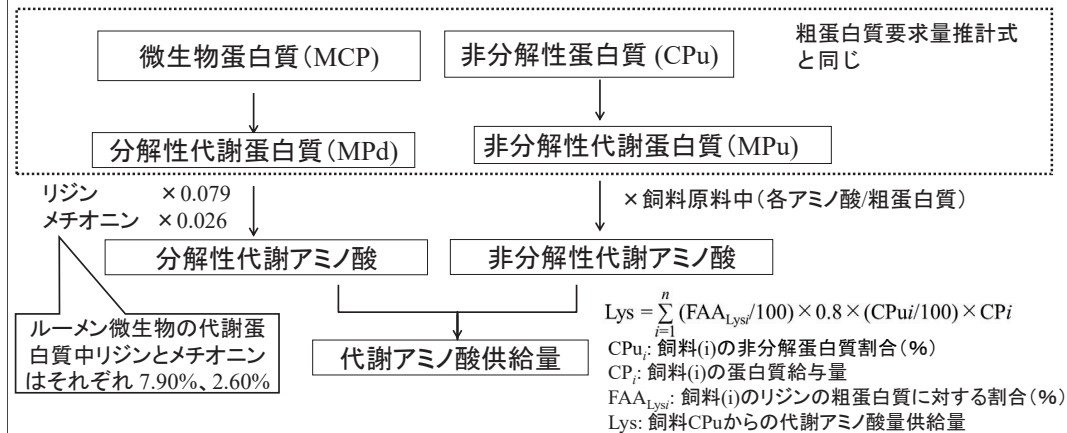 粗蛋白質要求量推計式
と同じ
微生物蛋白質(MCP)
非分解性蛋白質 (CPu)
分解性代謝蛋白質(MPd)
非分解性代謝蛋白質(MPu)
リジン ×0.079
メチオニン ×0.026
×飼料原料中(各アミノ酸/粗蛋白質)
分解性代謝アミノ酸
非分解性代謝アミノ酸
ルーメン微生物の代謝蛋
白質中リジンとメチオニン
はそれぞれ 7.90%、2.60%
代謝アミノ酸供給量
Lys = n∑i=1 (FAA_Lysi/100) × 0.8 × (CPui/100) × CPi
CPui: 飼料(i)の非分解蛋白質割合(%)
CPi: 飼料(i)の蛋白質給与量
FAA_Lysi: 飼料(i)のリジンの粗蛋白質に対する割合(%)
Lys: 飼料CPuからの代謝アミノ酸量供給量